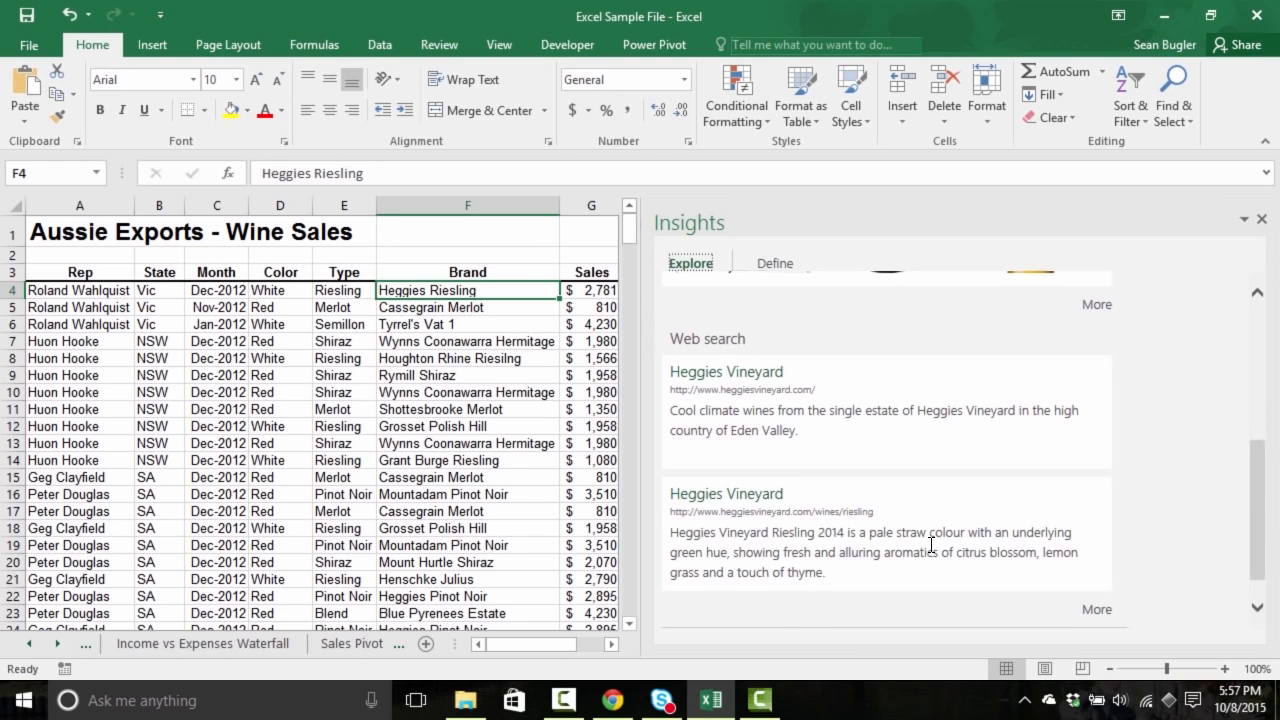 Excel Sample File - Excel
File Home Insert Page Layout Formulas Data Review View Developer Power Pivot Tell me what you want to do... Sean Bugler Share
Paste
Arial 10
B I U
Wrap Text
Merge & Center
General
$ % ,
Conditional Formatting
Format as Table
Cell Styles
Insert
Delete
Format
AutoSum
Fill
Clear
Sort & Filter
Find & Select
Clipboard Font Alignment Number Styles Cells Editing
F4 fx Heggies Riesling
A B C D E F G
1 Aussie Exports - Wine Sales
2
3 Rep State Month Color Type Brand Sales
4 Roland Wahlquist Vic Dec-2012 White Riesling Heggies Riesling $ 2,781
5 Roland Wahlquist Vic Nov-2012 Red Merlot Cassegrain Merlot $ 810
6 Roland Wahlquist Vic Jan-2012 White Semillon Tyrrel's Vat 1 $ 4,230
7 Huon Hooke NSW Dec-2012 Red Shiraz Wynns Coonawarra Hermitage $ 1,980
8 Huon Hooke NSW Dec-2012 White Riesling Houghton Rhine Riesilng $ 1,566
9 Huon Hooke NSW Dec-2012 Red Shiraz Rymill Shiraz $ 1,958
10 Huon Hooke NSW Dec-2012 Red Shiraz Wynns Coonawarra Hermitage $ 1,980
11 Huon Hooke NSW Dec-2012 Red Merlot Shottesbrooke Merlot $ 1,350
12 Huon Hooke NSW Dec-2012 White Riesling Grosset Polish Hill $ 1,958
13 Huon Hooke NSW Dec-2012 Red Shiraz Wynns Coonawarra Hermitage $ 1,980
14 Huon Hooke NSW Dec-2012 White Riesling Grant Burge Riesling $ 1,080
15 Geg Clayfield SA Dec-2012 Red Merlot Cassegrain Merlot $ 810
16 Peter Douglas SA Dec-2012 Red Pinot Noir Mountadam Pinot Noir $ 3,510
17 Peter Douglas SA Dec-2012 Red Merlot Cassegrain Merlot $ 810
18 Geg Clayfield SA Dec-2012 White Riesling Grosset Polish Hill $ 1,958
19 Peter Douglas SA Dec-2012 Red Pinot Noir Mountadam Pinot Noir $ 3,510
20 Peter Douglas SA Dec-2012 Red Shiraz Mount Hurtle Shiraz $ 2,070
21 Geg Clayfield SA Dec-2012 White Riesling Henschke Julius $ 2,790
22 Peter Douglas SA Dec-2012 Red Pinot Noir Heggies Pinot Noir $ 2,895
23 Peter Douglas SA Dec-2012 Red Blend Blue Pyrenees Estate $ 4,230
24 Geg Clayfield SA Dec-2012 Red Pinot Noir Heggies Pinot Noir $ 2,895
Insights
Explore Define
More
Web search
Heggies Vineyard
http://www.heggiesvineyard.com/
Cool climate wines from the single estate of Heggies Vineyard in the high
country of Eden Valley.
Heggies Vineyard
http://www.heggiesvineyard.com/wines/riesling
Heggies Vineyard Riesling 2014 is a pale straw colour with an underlying
green hue, showing fresh and alluring aromatics of citrus blossom, lemon
grass and a touch of thyme.
More
... Income vs Expenses Waterfall Sales Pivot ...
Ready 100%
Ask me anything
5:57 PM
10/8/2015